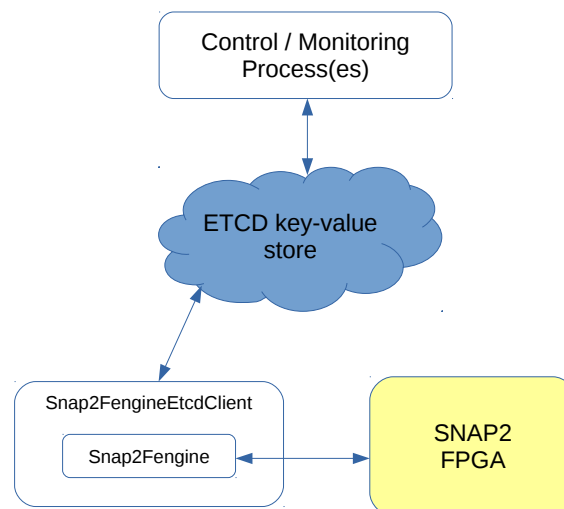 Control / Monitoring
Process(es)
ETCD key-value
store
Snap2FengineEtcdClient
Snap2Fengine
SNAP2
FPGA